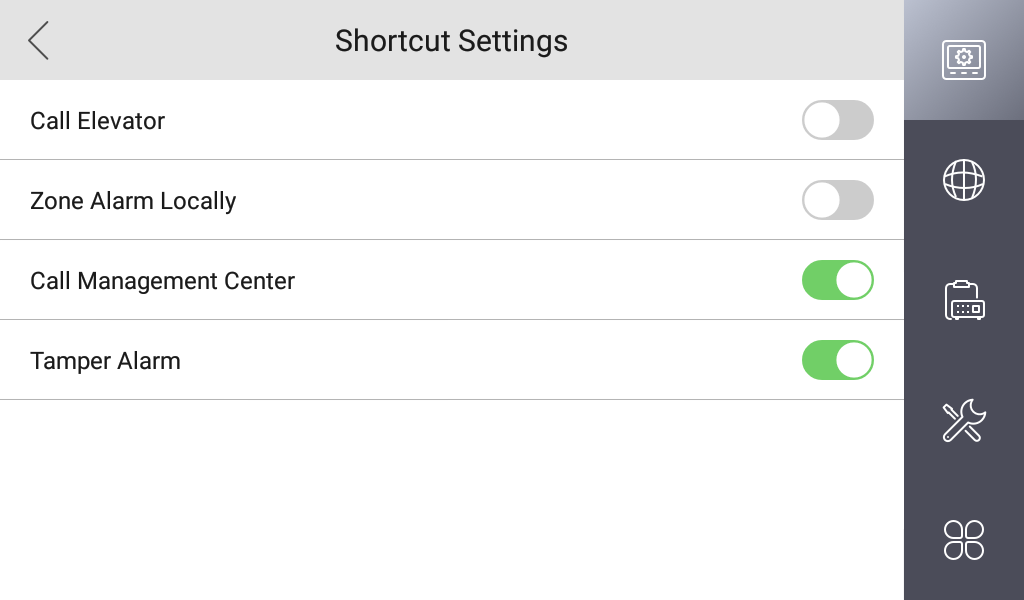 Shortcut Settings
Call Elevator
Zone Alarm Locally
Call Management Center
Tamper Alarm